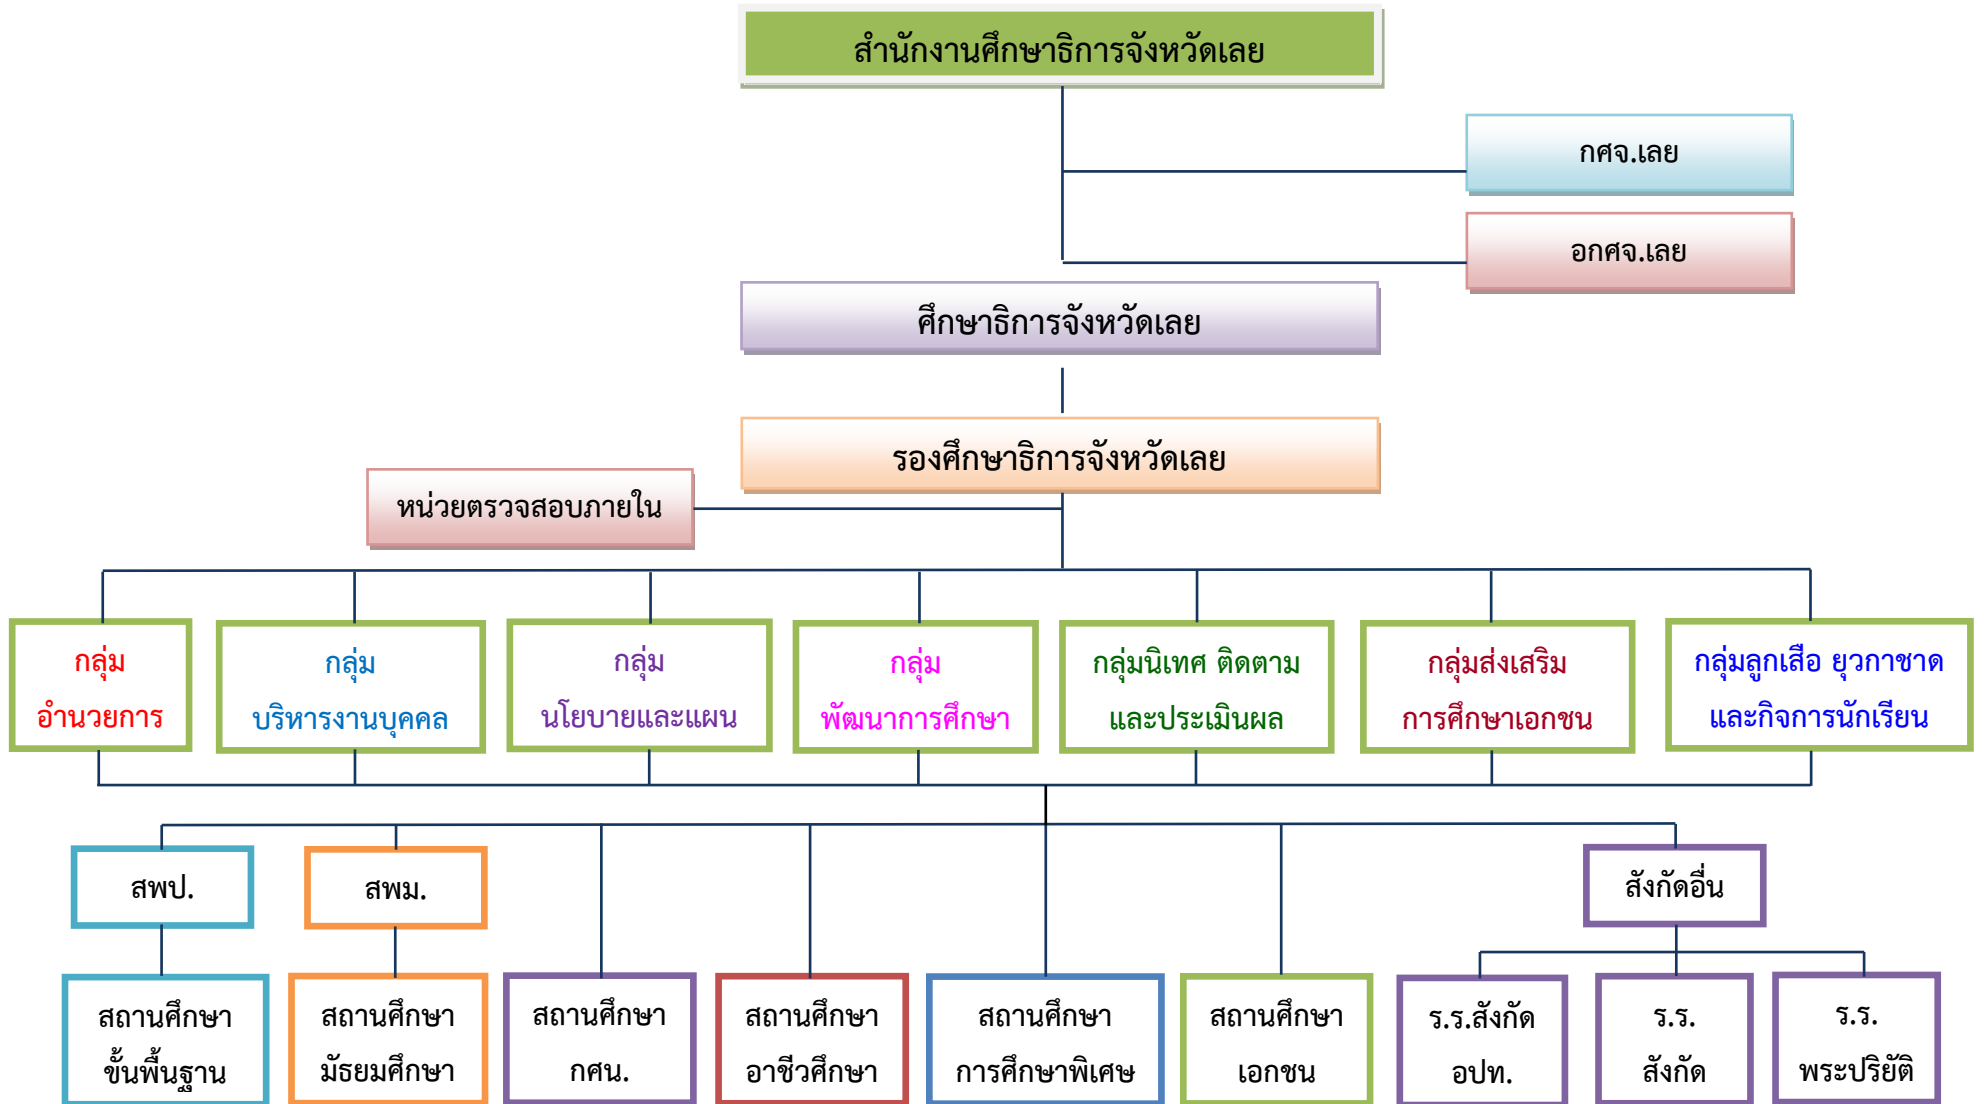 สำนักงานศึกษาธิการจังหวัดเลย
กศจ.เลย
อกศจ.เลย
ศึกษาธิการจังหวัดเลย
รองศึกษาธิการจังหวัดเลย
หน่วยตรวจสอบภายใน
กลุ่ม
อำนวยการ
กลุ่ม
บริหารงานบุคคล
กลุ่ม
นโยบายและแผน
กลุ่ม
พัฒนาการศึกษา
กลุ่มนิเทศ ติดตาม
และประเมินผล
กลุ่มส่งเสริม
การศึกษาเอกชน
กลุ่มลูกเสือ ยุวกาชาด
และกิจการนักเรียน
สพป.
สพม.
สังกัดอื่น
สถานศึกษา
ขั้นพื้นฐาน
สถานศึกษา
มัธยมศึกษา
สถานศึกษา
กศน.
สถานศึกษา
อาชีวศึกษา
สถานศึกษา
การศึกษาพิเศษ
สถานศึกษา
เอกชน
ร.ร.สังกัด
อปท.
ร.ร.
สังกัด
ร.ร.
พระปริยัติ